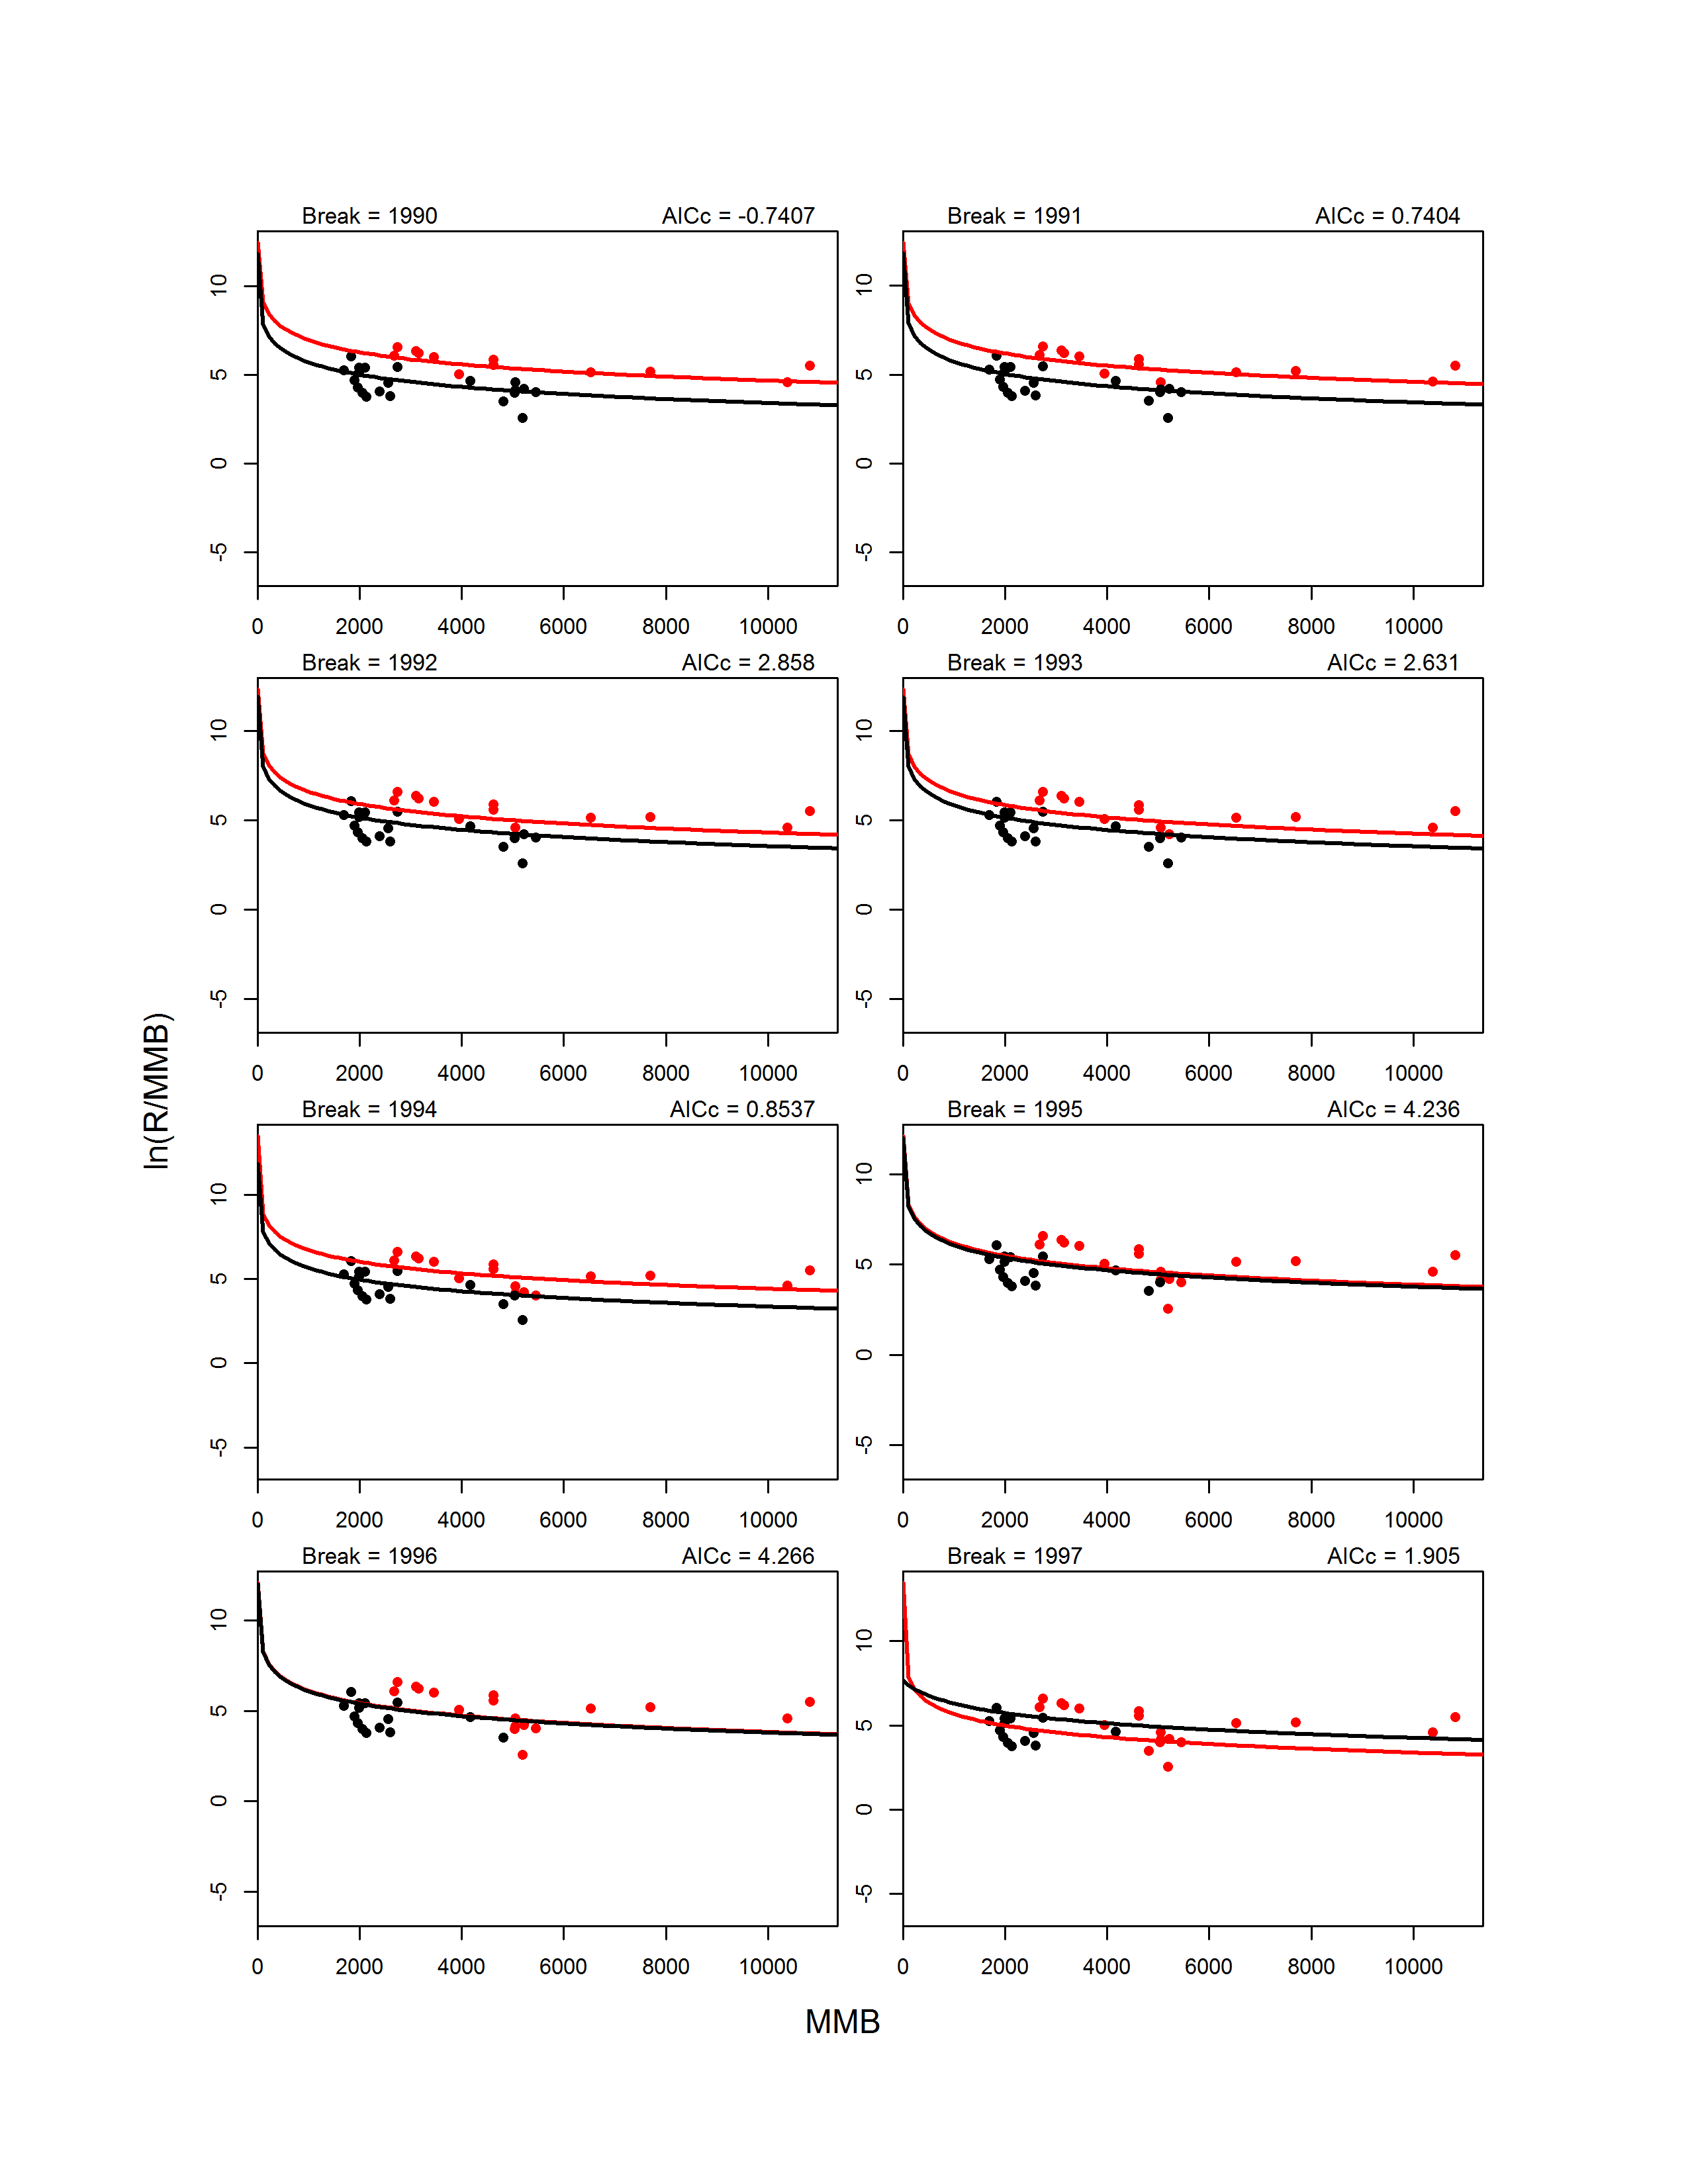 Break = 1990 AICc = -0.7407
Break = 1991 AICc = 0.7404
10
5
0
-5
10
5
0
-5
0 2000 4000 6000 8000 10000
0 2000 4000 6000 8000 10000
Break = 1992 AICc = 2.858
Break = 1993 AICc = 2.631
10
5
0
-5
10
5
0
-5
0 2000 4000 6000 8000 10000
0 2000 4000 6000 8000 10000
ln(R/MMB)
Break = 1994 AICc = 0.8537
Break = 1995 AICc = 4.236
10
5
0
-5
10
5
0
-5
0 2000 4000 6000 8000 10000
0 2000 4000 6000 8000 10000
Break = 1996 AICc = 4.266
Break = 1997 AICc = 1.905
10
5
0
-5
10
5
0
-5
0 2000 4000 6000 8000 10000
0 2000 4000 6000 8000 10000
MMB